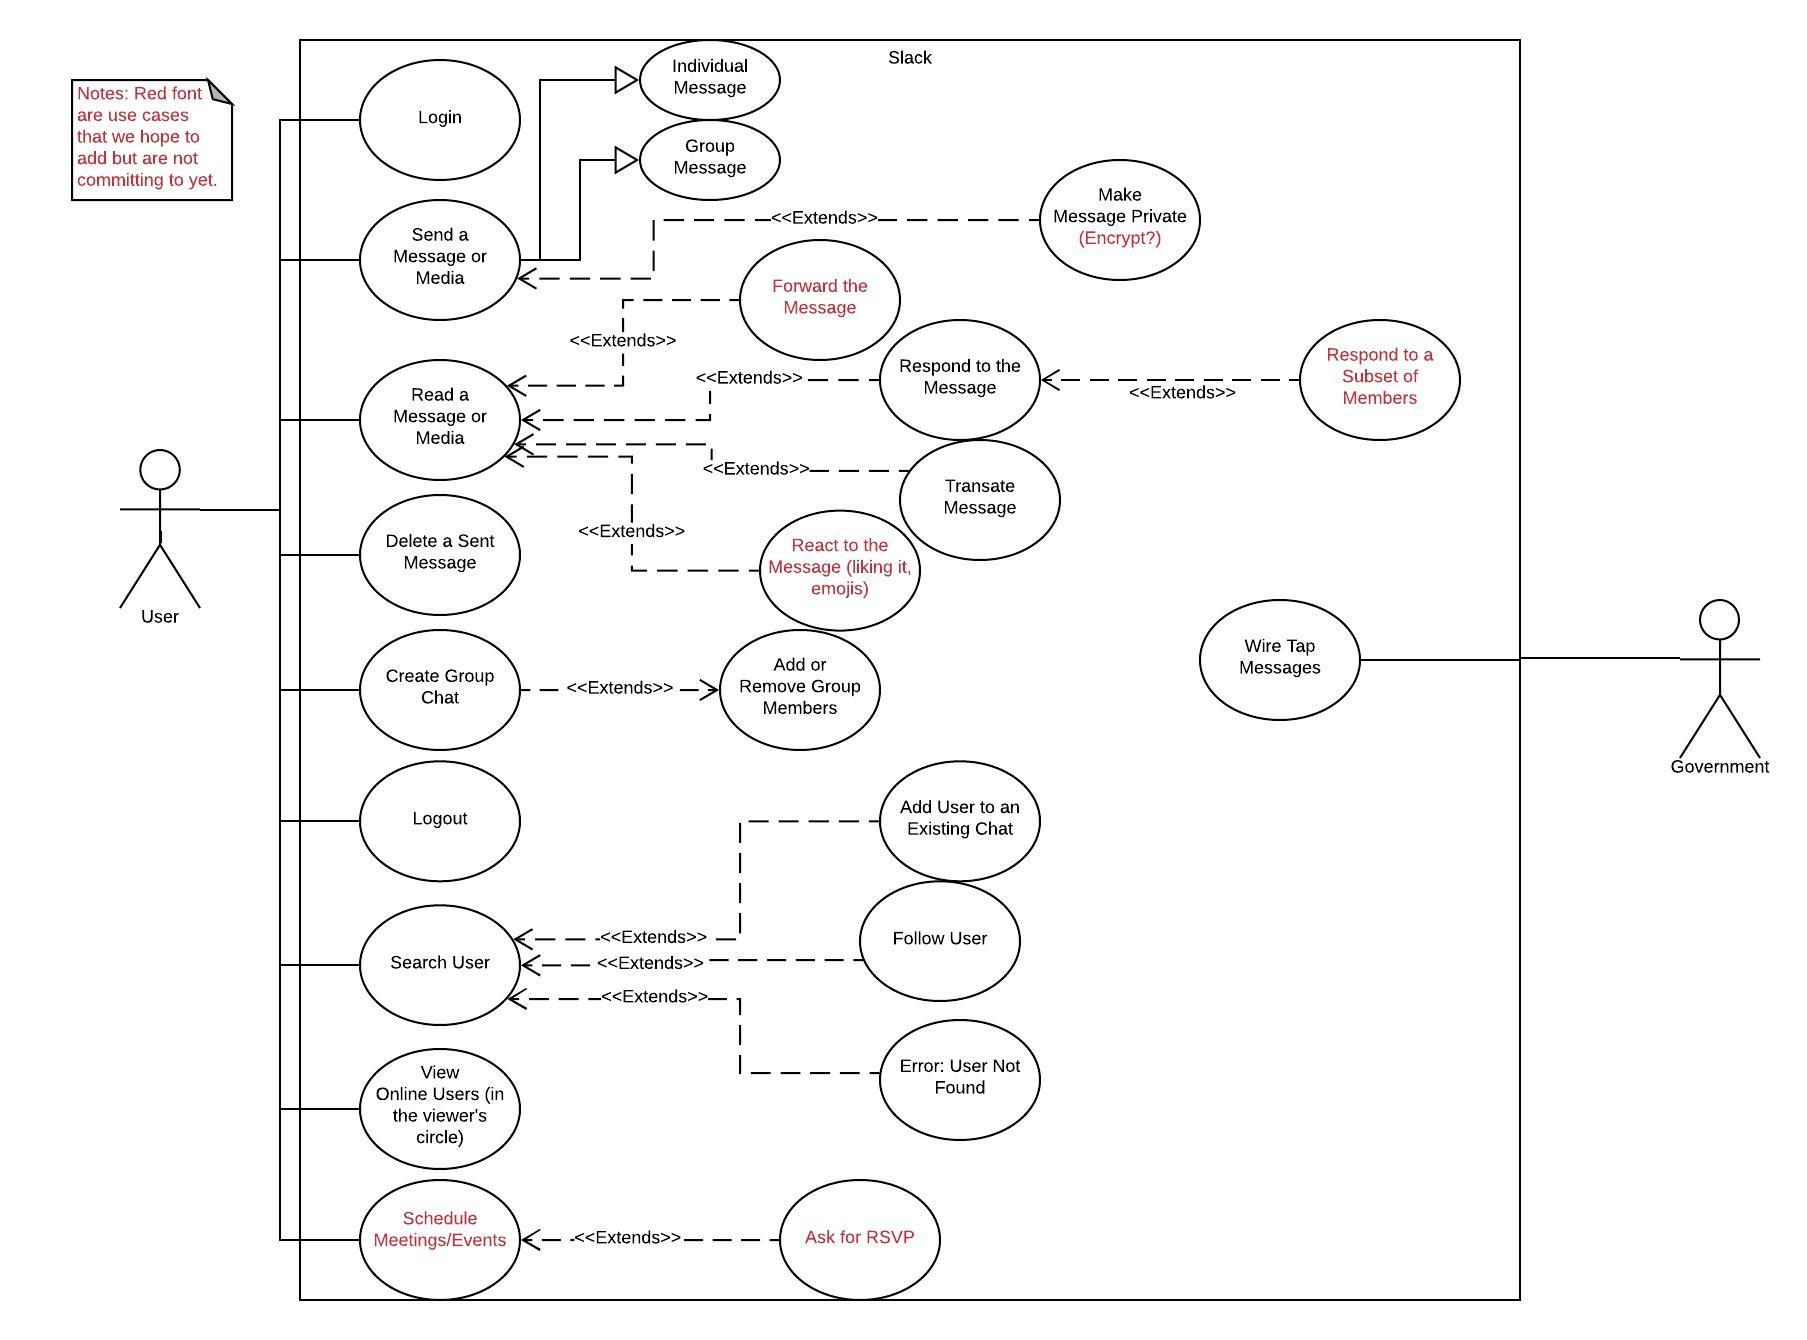 Slack
Notes: Red font
are use cases
that we hope to
add but are not
committing to yet.
Login
Individual
Message
Group
Message
Send a
Message or
Media
<<Extends>>
Make
Message Private
(Encrypt?)
Forward the
Message
<<Extends>>
Read a
Message or
Media
<<Extends>>
Respond to the
Message
<<Extends>>
Respond to a
Subset of
Members
<<Extends>>
Transate
Message
<<Extends>>
React to the
Message (liking it,
emojis)
User
Delete a Sent
Message
Create Group
Chat
<<Extends>>
Add or
Remove Group
Members
Wire Tap
Messages
Government
Logout
Add User to an
Existing Chat
Search User
<<Extends>>
<<Extends>>
<<Extends>>
Follow User
Error: User Not
Found
View
Online Users (in
the viewer's
circle)
Schedule
Meetings/Events
<<Extends>>
Ask for RSVP